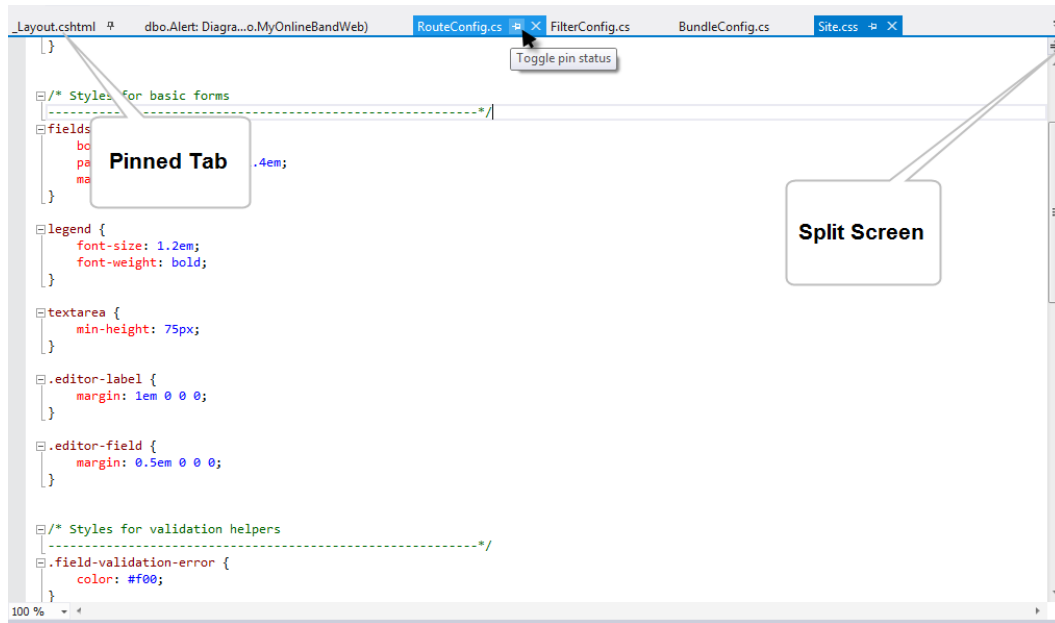 _Layout.cshtml dbo.Alert: Diagra...o.MyOnlineBandWeb) RouteConfig.cs FilterConfig.cs BundleConfig.cs Site.css
Toggle pin status
}
/* Styles for basic forms
-----------------------------------------------------------*/
fields
bo
pa .4em;
ma
}
Pinned Tab
legend {
font-size: 1.2em;
font-weight: bold;
}
Split Screen
textarea {
min-height: 75px;
}
.editor-label {
margin: 1em 0 0 0;
}
.editor-field {
margin: 0.5em 0 0 0;
}
/* Styles for validation helpers
-----------------------------------------------------------*/
.field-validation-error {
color: #f00;
}
100 %